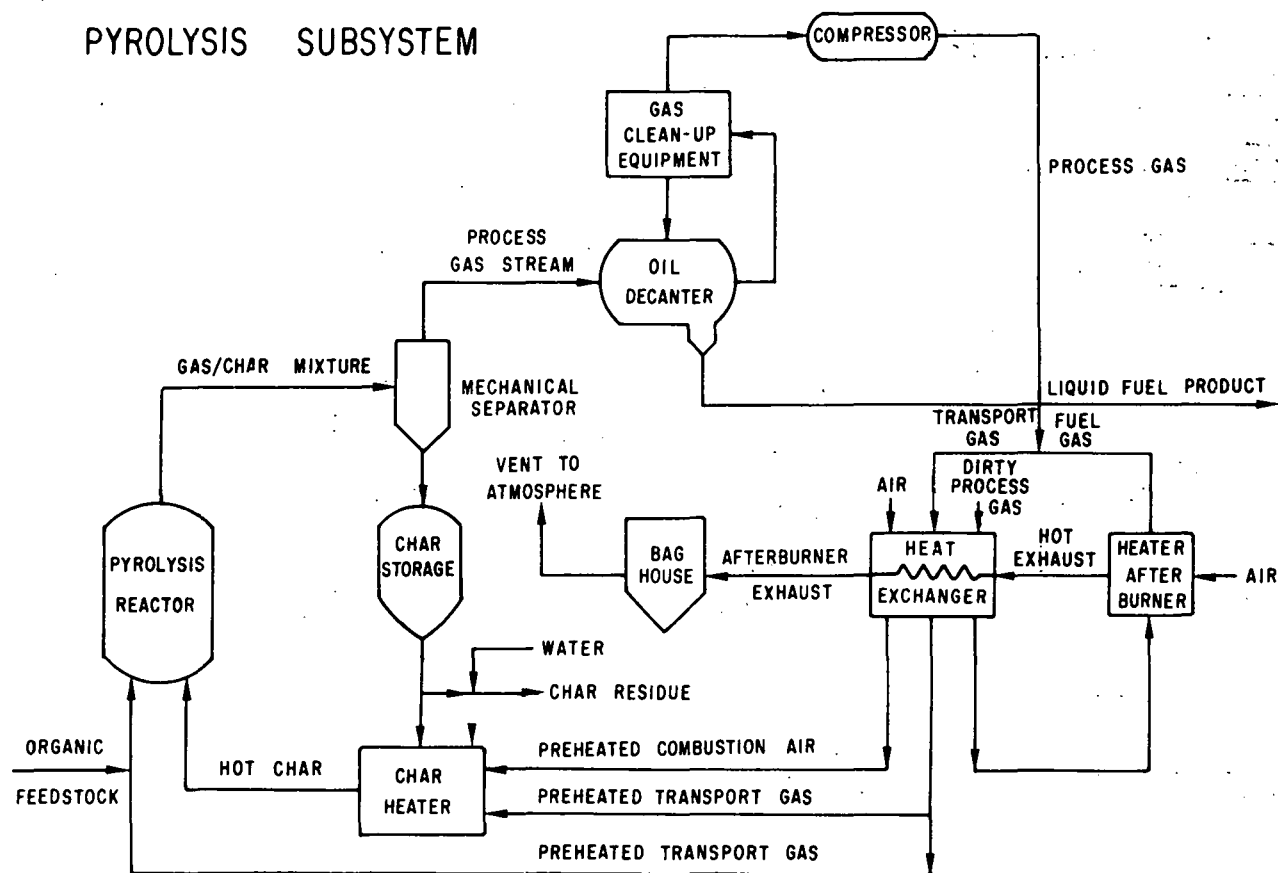 PYROLYSIS SUBSYSTEM
COMPRESSOR
GAS
CLEAN-UP
EQUIPMENT
PROCESS GAS
PROCESS
GAS STREAM
OIL
DECANTER
GAS/CHAR MIXTURE
MECHANICAL
SEPARATOR
LIQUID FUEL PRODUCT
TRANSPORT
GAS
FUEL
GAS
VENT TO
ATMOSPHERE
AIR
DIRTY
PROCESS
GAS
PYROLYSIS
REACTOR
CHAR
STORAGE
BAG
HOUSE
AFTERBURNER
EXHAUST
HEAT
EXCHANGER
HOT
EXHAUST
HEATER
AFTER
BURNER
AIR
WATER
CHAR RESIDUE
ORGANIC
FEEDSTOCK
HOT CHAR
CHAR
HEATER
PREHEATED COMBUSTION AIR
PREHEATED TRANSPORT GAS
PREHEATED TRANSPORT GAS